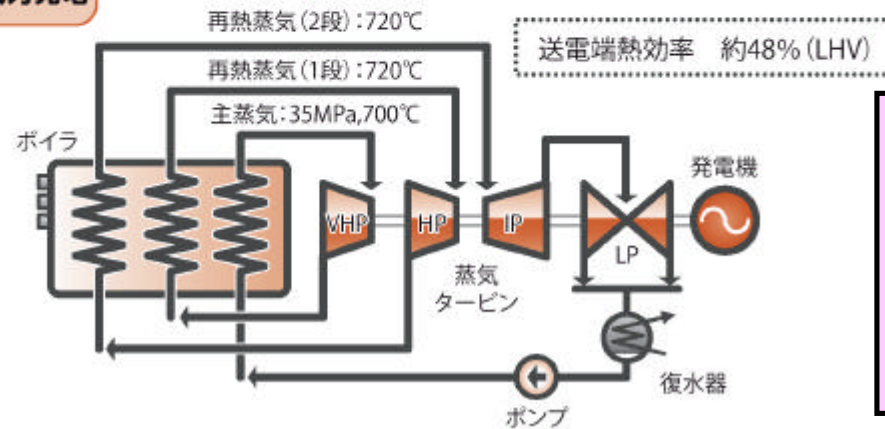 再熱蒸気(2段):720℃
送電端熱効率 約48%(LHV)
再熱蒸気(1段):720℃
主蒸気:35MPa,700℃
ボイラ
発電機
VHP
HP
IP
LP
蒸気
タービン
復水器
ポンプ